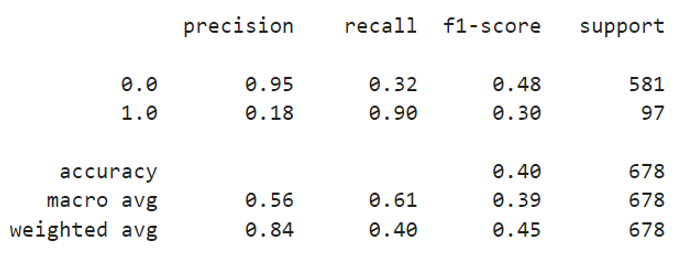 precision recall f1-score support
0.0 0.95 0.32 0.48 581
1.0 0.18 0.90 0.30 97
accuracy 0.40 678
macro avg 0.56 0.61 0.39 678
weighted avg 0.84 0.40 0.45 678